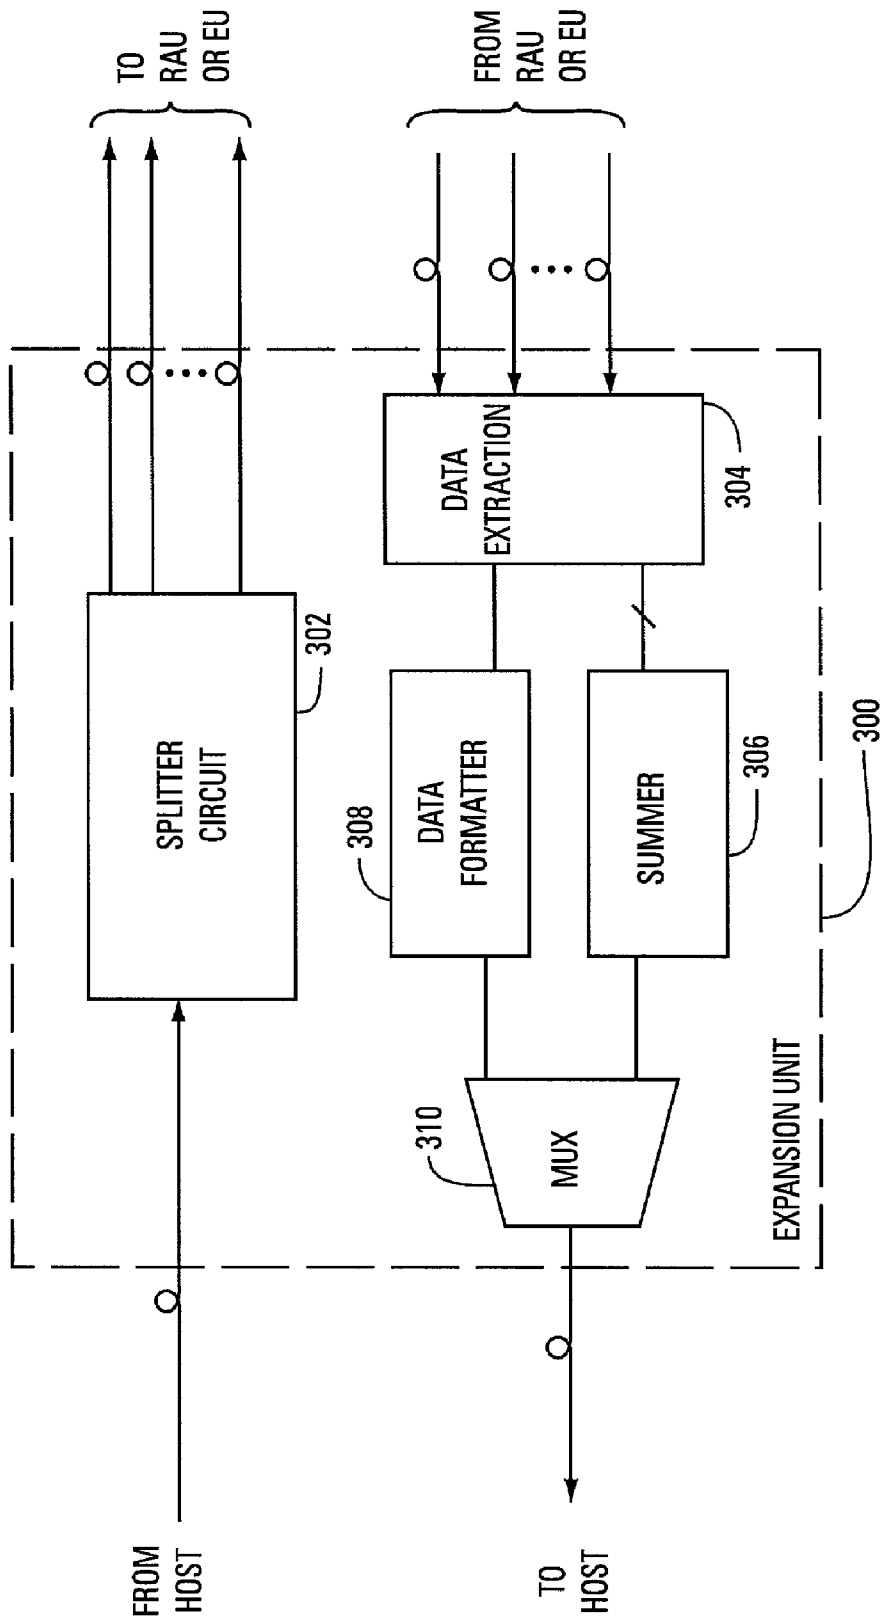 FROM
HOST
SPLITTER
CIRCUIT
302
TO
RAU
OR EU
TO
HOST
310
MUX
308
DATA
FORMATTER
SUMMER
306
DATA
EXTRACTION
304
FROM
RAU
OR EU
EXPANSION UNIT
300